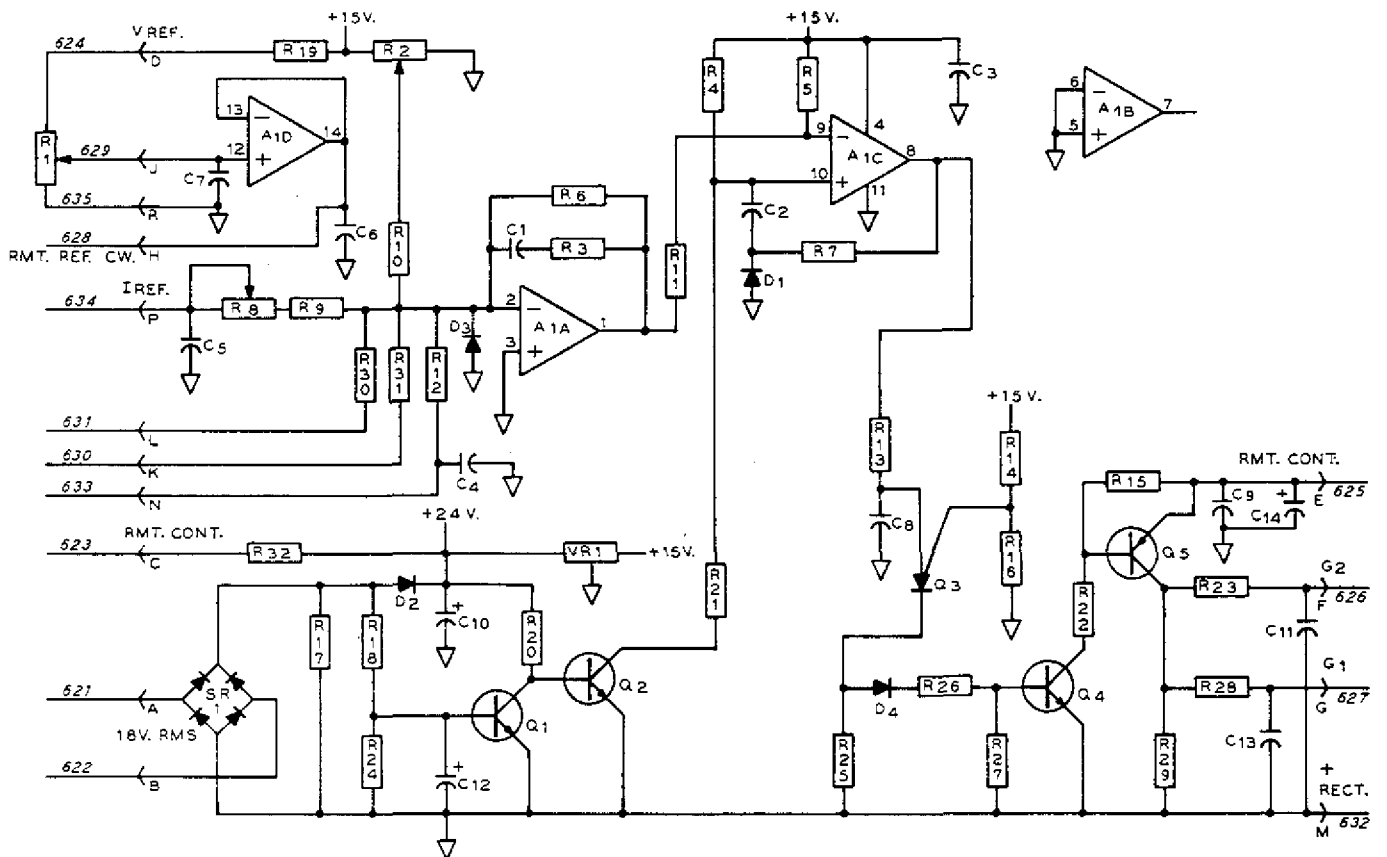 624 V REF. D
R19
+15V.
R2
+15V.
R4
R5
C3
6 − A1B 7
5 +
13 − A1D 14
12 +
R1
629 J
C7
635 R
628 H
RMT. REF. CW.
C6
R10
9 − A1C 4 8
10 + 11
C2
R7
D1
R6
C1 R3
R11
634 I REF. P
R8 R9
C5
D3
2 − A1A 1
3 +
R30
R31
R12
631 L
630 K
633 N
C4
R13
C8
+15V.
R14
R16
Q3
+24V.
623 RMT. CONT. C
R32
VR1
+15V.
D2
C10 +
R17
R18
R20
R21
Q1
Q2
621 A
SR1
18V. RMS
622 B
R24
C12 +
R25
D4
R26
R27
Q4
R22
R15
Q5
C9
C14 +
RMT. CONT.
E 625
R23
G2
F 626
C11
R28
G1
G 627
C13
R29
+
RECT.
M 632